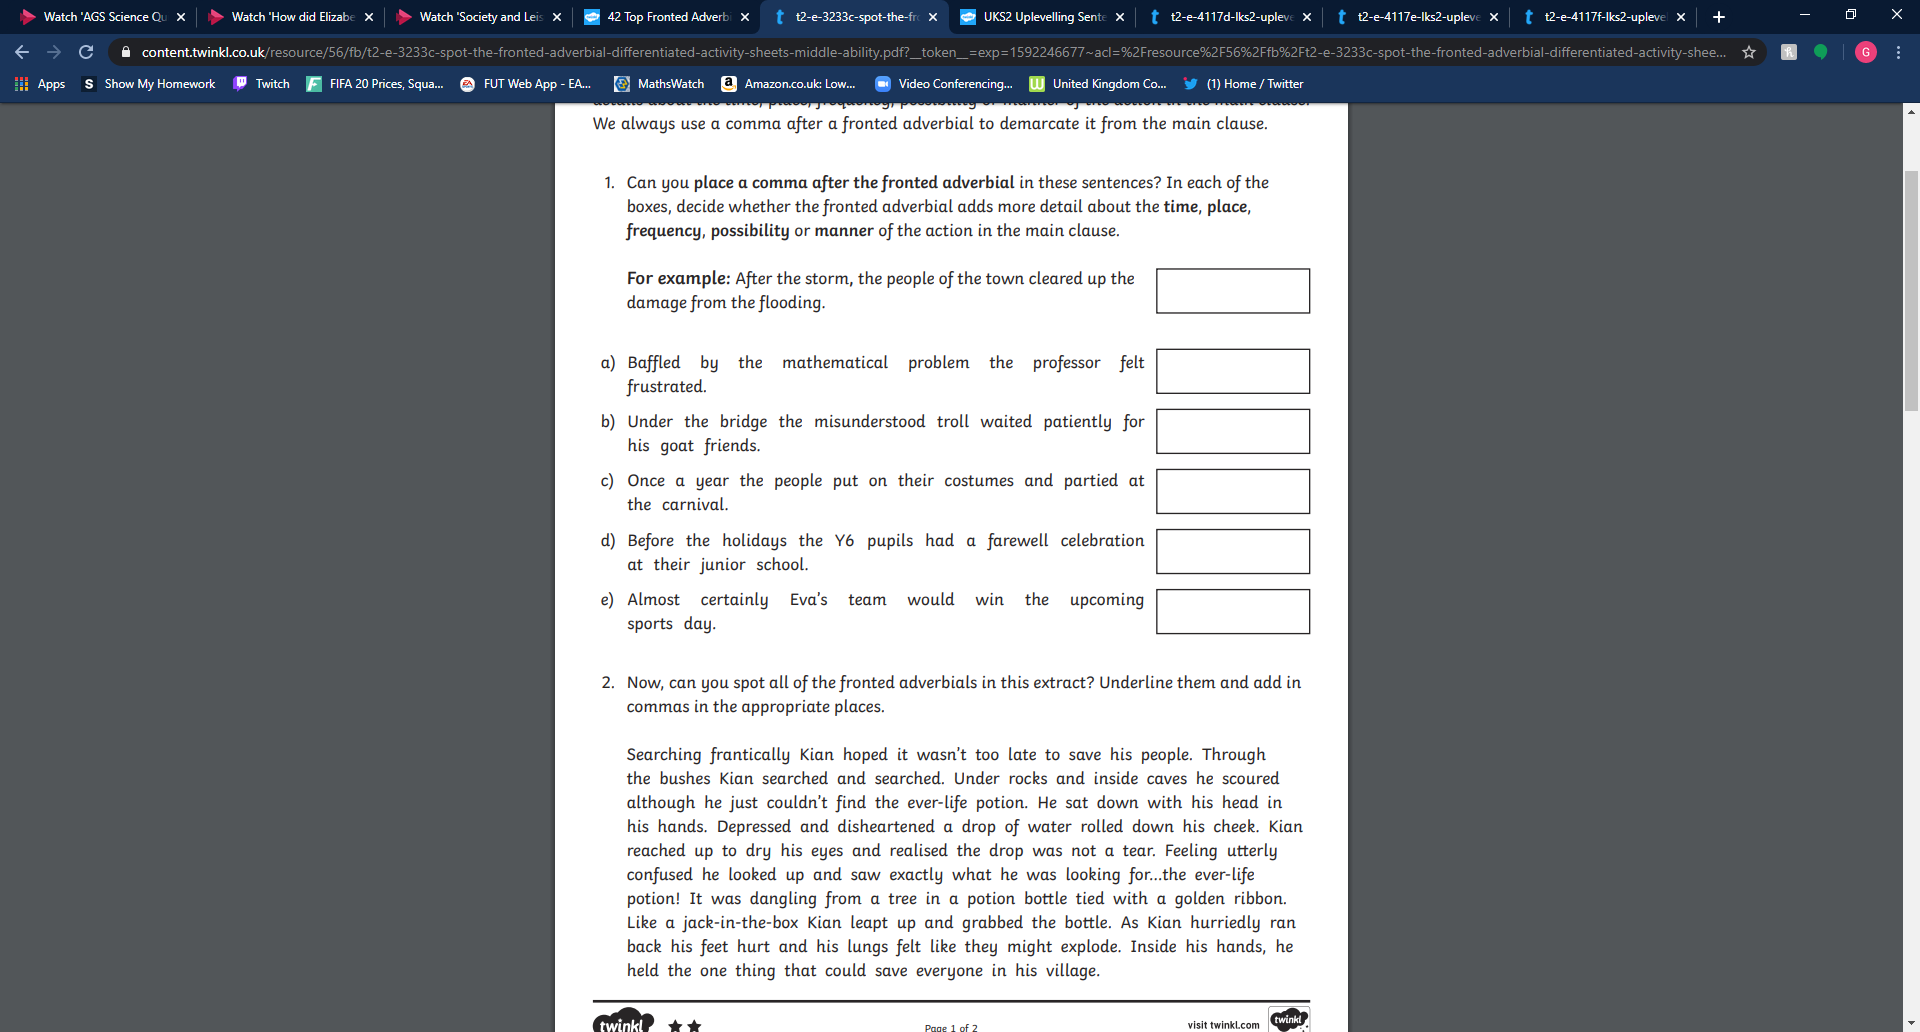 Watch 'AGS Science Qu
Watch 'How did Elizabe
Watch 'Society and Leis
42 Top Fronted Adverbi
t2-e-3233c-spot-the-fro
UKS2 Uplevelling Sente
t2-e-4117d-lks2-upleve
t2-e-4117e-lks2-upleve
t2-e-4117f-lks2-uplevel
content.twinkl.co.uk/resource/56/fb/t2-e-3233c-spot-the-fronted-adverbial-differentiated-activity-sheets-middle-ability.pdf?__token__=exp=1592246677~acl=%2Fresource%2F56%2Ffb%2Ft2-e-3233c-spot-the-fronted-adverbial-differentiated-activity-shee...
G
Apps
S Show My Homework
Twitch
FIFA 20 Prices, Squa...
FUT Web App - EA...
MathsWatch
a Amazon.co.uk: Low...
Video Conferencing...
W United Kingdom Co...
(1) Home / Twitter
details about the time, place, frequency, possibility or manner of the action in the main clause.
We always use a comma after a fronted adverbial to demarcate it from the main clause.
1. Can you place a comma after the fronted adverbial in these sentences? In each of the
boxes, decide whether the fronted adverbial adds more detail about the time, place,
frequency, possibility or manner of the action in the main clause.
For example: After the storm, the people of the town cleared up the
damage from the flooding.
a) Baffled by the mathematical problem the professor felt
frustrated.
b) Under the bridge the misunderstood troll waited patiently for
his goat friends.
c) Once a year the people put on their costumes and partied at
the carnival.
d) Before the holidays the Y6 pupils had a farewell celebration
at their junior school.
e) Almost certainly Eva's team would win the upcoming
sports day.
2. Now, can you spot all of the fronted adverbials in this extract? Underline them and add in
commas in the appropriate places.
Searching frantically Kian hoped it wasn't too late to save his people. Through
the bushes Kian searched and searched. Under rocks and inside caves he scoured
although he just couldn't find the ever-life potion. He sat down with his head in
his hands. Depressed and disheartened a drop of water rolled down his cheek. Kian
reached up to dry his eyes and realised the drop was not a tear. Feeling utterly
confused he looked up and saw exactly what he was looking for...the ever-life
potion! It was dangling from a tree in a potion bottle tied with a golden ribbon.
Like a jack-in-the-box Kian leapt up and grabbed the bottle. As Kian hurriedly ran
back his feet hurt and his lungs felt like they might explode. Inside his hands, he
held the one thing that could save everyone in his village.
twinkl
Page 1 of 2
visit twinkl.com
twinkl